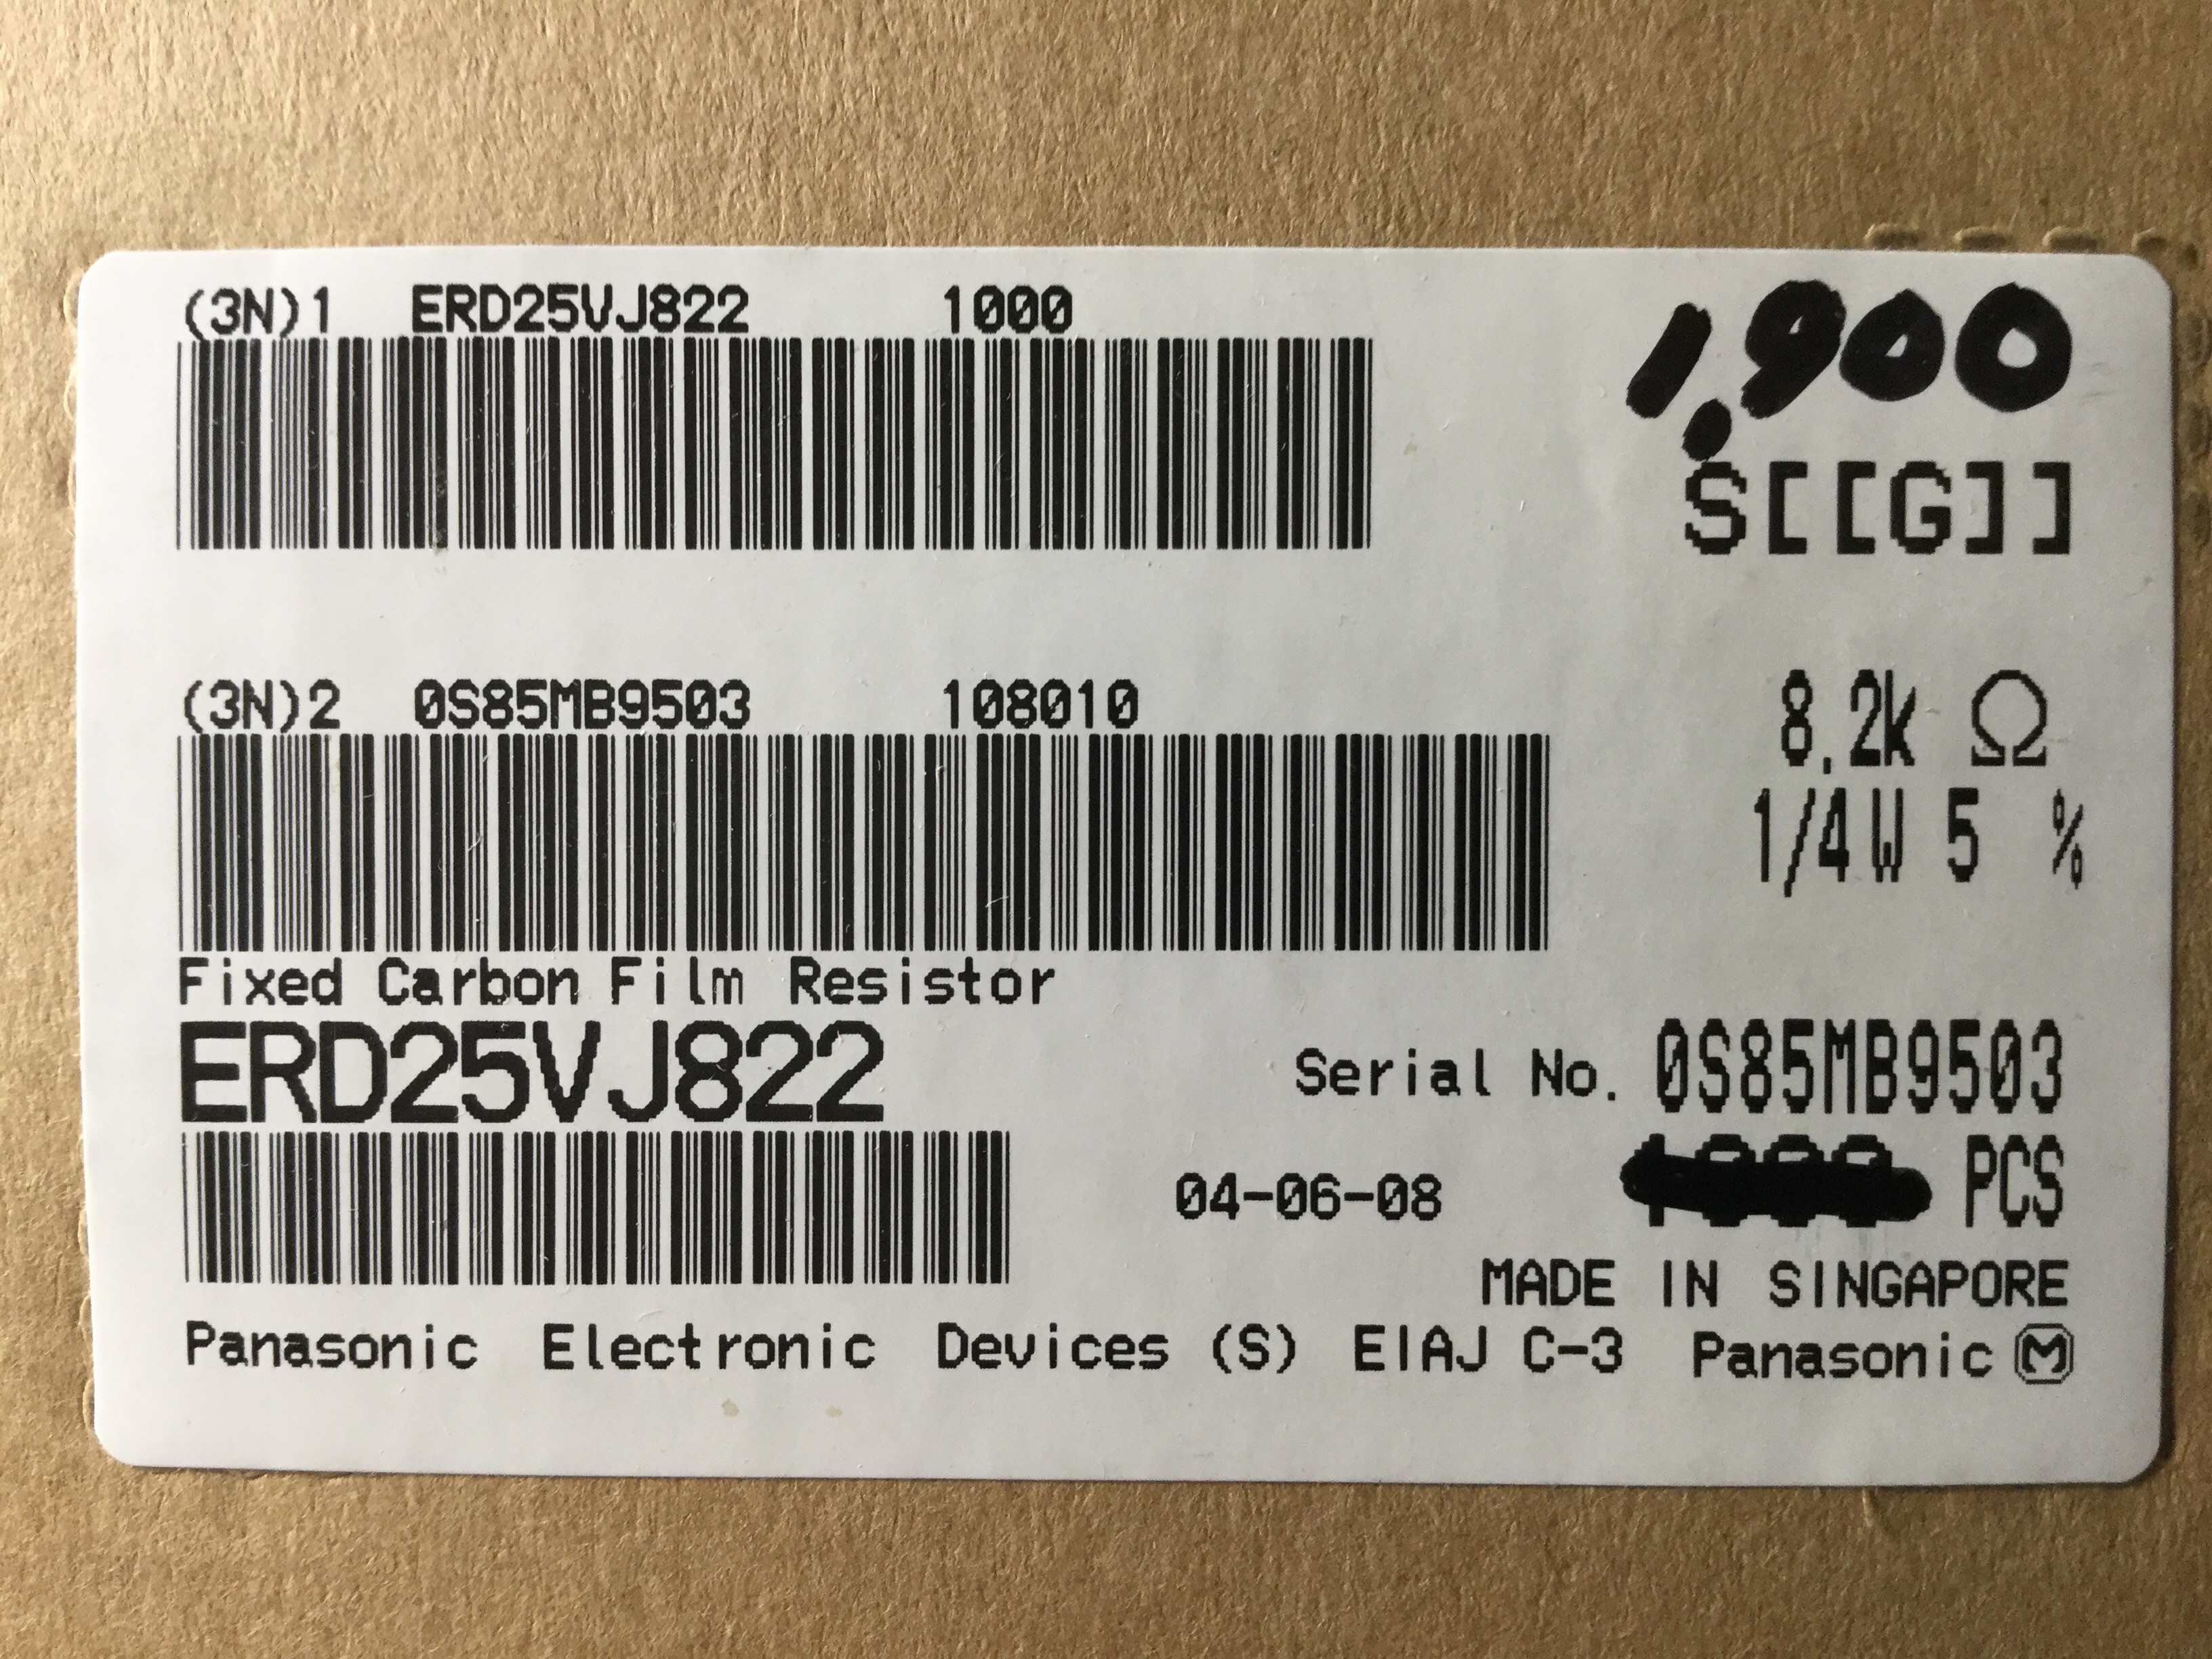 (3N)1 ERD25VJ822 1000
1,900
S[[G]]
(3N)2 0S85MB9503 108010
8.2k Ω
1/4W 5 %
Fixed Carbon Film Resistor
ERD25VJ822
Serial No. 0S85MB9503
04-06-08
PCS
MADE IN SINGAPORE
Panasonic Electronic Devices (S) EIAJ C-3 Panasonic M